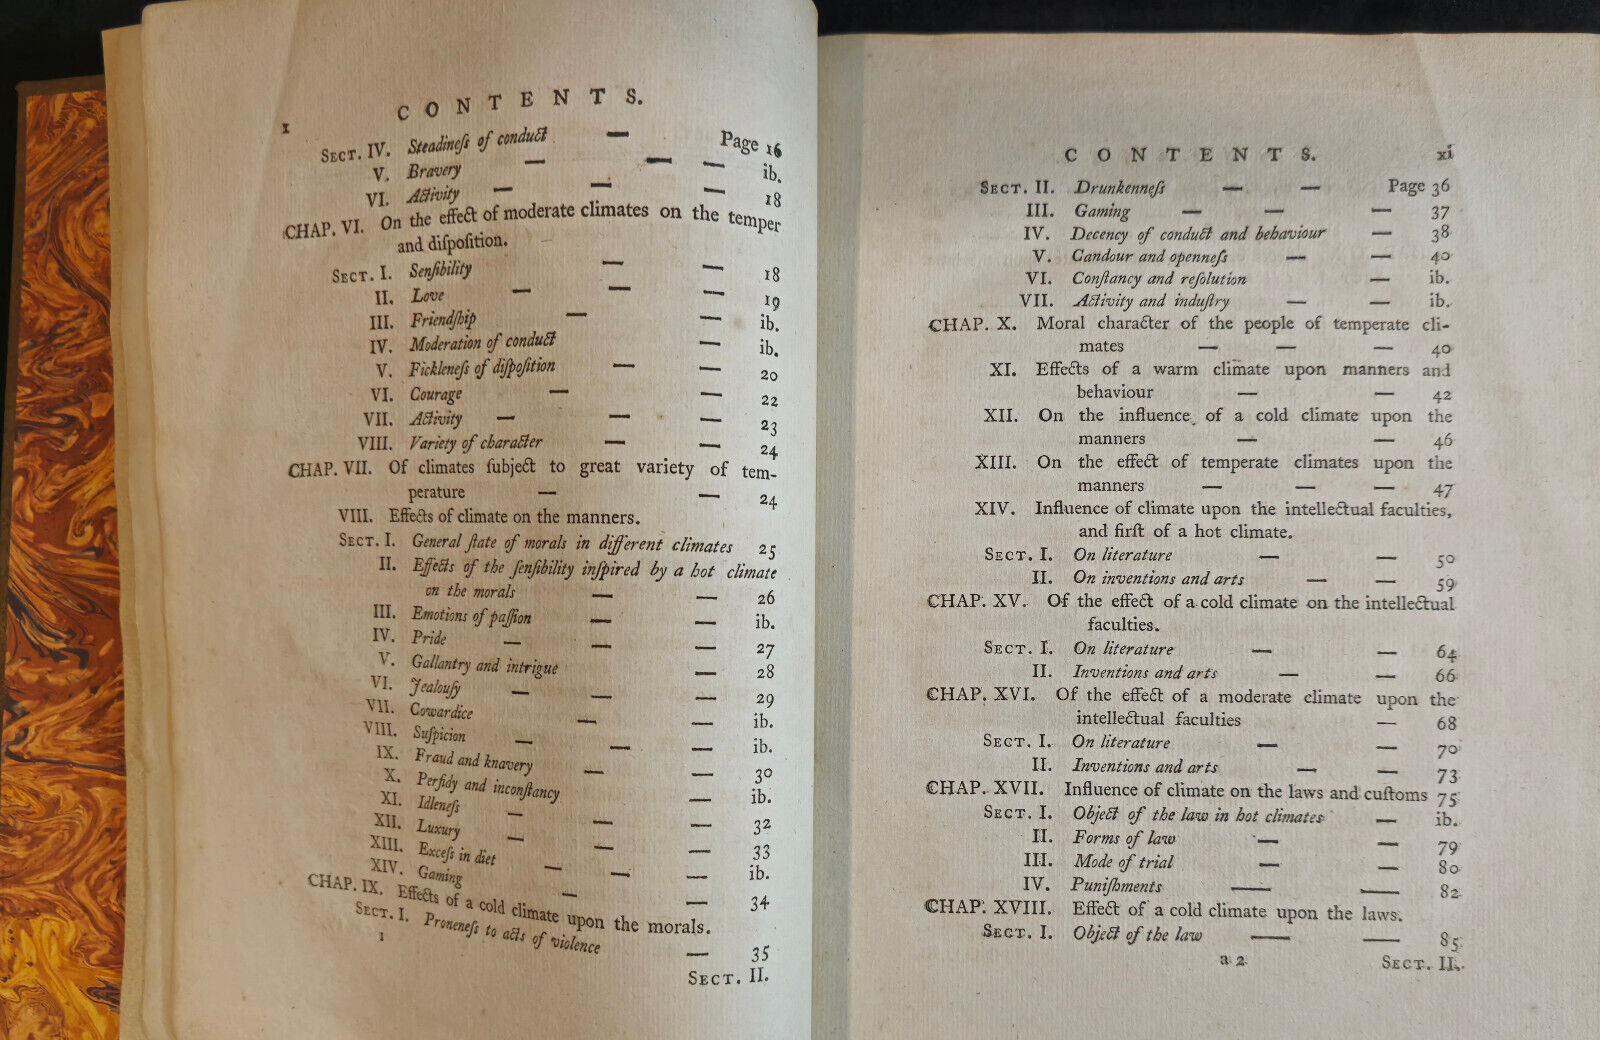 CONTENTS.
I
SECT. IV. Steadineſs of conduct — Page 16
V. Bravery — — — ib.
VI. Activity — — — 18
CHAP. VI. On the effect of moderate climates on the temper
and diſpoſition.
SECT. I. Senſibility — — 18
II. Love — — — 19
III. Friendſhip — — ib.
IV. Moderation of conduct — ib.
V. Fickleneſs of diſpoſition — — 20
VI. Courage — — 22
VII. Activity — — — 23
VIII. Variety of character — — 24
CHAP. VII. Of climates ſubject to great variety of tem-
perature — — 24
VIII. Effects of climate on the manners.
SECT. I. General ſtate of morals in different climates 25
II. Effects of the ſenſibility inſpired by a hot climate
on the morals — — 26
III. Emotions of paſſion — — ib.
IV. Pride — — — 27
V. Gallantry and intrigue — 28
VI. Jealouſy — — — 29
VII. Cowardice — — ib.
VIII. Suſpicion — — — ib.
IX. Fraud and knavery — — 30
X. Perfidy and inconſtancy — ib.
XI. Idleneſs — — — 32
XII. Luxury — — — 33
XIII. Exceſs in diet — — — ib.
XIV. Gaming — — 34
CHAP. IX. Effects of a cold climate upon the morals.
SECT. I. Proneneſs to acts of violence — 35
I
SECT. II.
CONTENTS. xi
SECT. II. Drunkenneſs — — Page 36
III. Gaming — — — 37
IV. Decency of conduct and behaviour — 38
V. Candour and openneſs — — 40
VI. Conſtancy and reſolution — ib.
VII. Activity and induſtry — — ib.
CHAP. X. Moral character of the people of temperate cli-
mates — — — 40
XI. Effects of a warm climate upon manners and
behaviour — — 42
XII. On the influence of a cold climate upon the
manners — — 46
XIII. On the effect of temperate climates upon the
manners — — — 47
XIV. Influence of climate upon the intellectual faculties,
and firſt of a hot climate.
SECT. I. On literature — — 50
II. On inventions and arts — — 59
CHAP. XV. Of the effect of a cold climate on the intellectual
faculties.
SECT. I. On literature — — 64
II. Inventions and arts — — 66
CHAP. XVI. Of the effect of a moderate climate upon the
intellectual faculties — 68
SECT. I. On literature — — 70
II. Inventions and arts — — 73
CHAP. XVII. Influence of climate on the laws and cuſtoms 75
SECT. I. Object of the law in hot climates — ib.
II. Forms of law — — 79
III. Mode of trial — — 80
IV. Puniſhments — — 82
CHAP. XVIII. Effect of a cold climate upon the laws.
SECT. I. Object of the law — — 85
a 2 SECT. II.